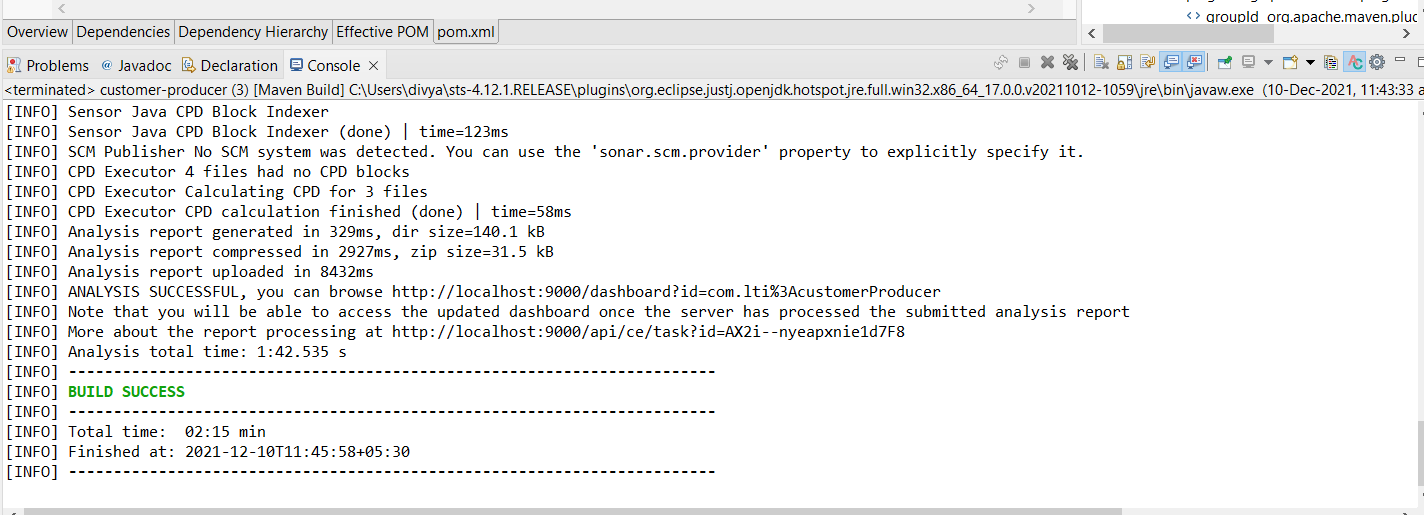 <> groupId org.apache.maven.pluc
Overview Dependencies Dependency Hierarchy Effective POM pom.xml
Problems @ Javadoc Declaration Console
<terminated> customer-producer (3) [Maven Build] C:\Users\divya\sts-4.12.1.RELEASE\plugins\org.eclipse.justj.openjdk.hotspot.jre.full.win32.x86_64_17.0.0.v20211012-1059\jre\bin\javaw.exe (10-Dec-2021, 11:43:33 a
[INFO] Sensor Java CPD Block Indexer
[INFO] Sensor Java CPD Block Indexer (done) | time=123ms
[INFO] SCM Publisher No SCM system was detected. You can use the 'sonar.scm.provider' property to explicitly specify it.
[INFO] CPD Executor 4 files had no CPD blocks
[INFO] CPD Executor Calculating CPD for 3 files
[INFO] CPD Executor CPD calculation finished (done) | time=58ms
[INFO] Analysis report generated in 329ms, dir size=140.1 kB
[INFO] Analysis report compressed in 2927ms, zip size=31.5 kB
[INFO] Analysis report uploaded in 8432ms
[INFO] ANALYSIS SUCCESSFUL, you can browse http://localhost:9000/dashboard?id=com.lti%3AcustomerProducer
[INFO] Note that you will be able to access the updated dashboard once the server has processed the submitted analysis report
[INFO] More about the report processing at http://localhost:9000/api/ce/task?id=AX2i--nyeapxnie1d7F8
[INFO] Analysis total time: 1:42.535 s
[INFO] ------------------------------------------------------------------------
[INFO] BUILD SUCCESS
[INFO] ------------------------------------------------------------------------
[INFO] Total time:  02:15 min
[INFO] Finished at: 2021-12-10T11:45:58+05:30
[INFO] ------------------------------------------------------------------------